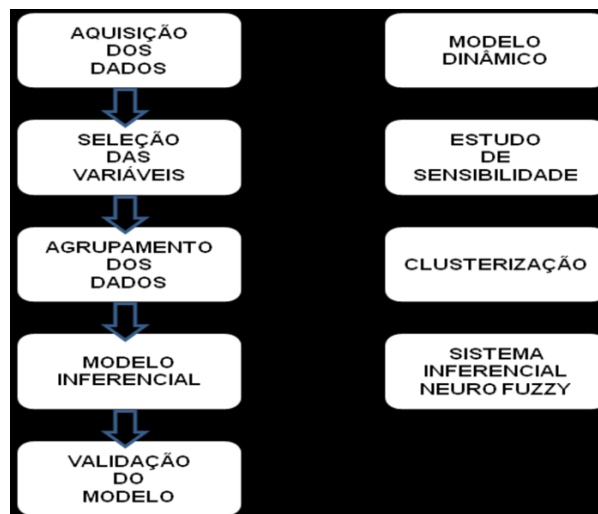 AQUISIÇÃO
DOS
DADOS
MODELO
DINÂMICO
SELEÇÃO
DAS
VARIÁVEIS
ESTUDO
DE
SENSIBILIDADE
AGRUPAMENTO
DOS
DADOS
CLUSTERIZAÇÃO
MODELO
INFERENCIAL
SISTEMA
INFERENCIAL
NEURO FUZZY
VALIDAÇÃO
DO
MODELO